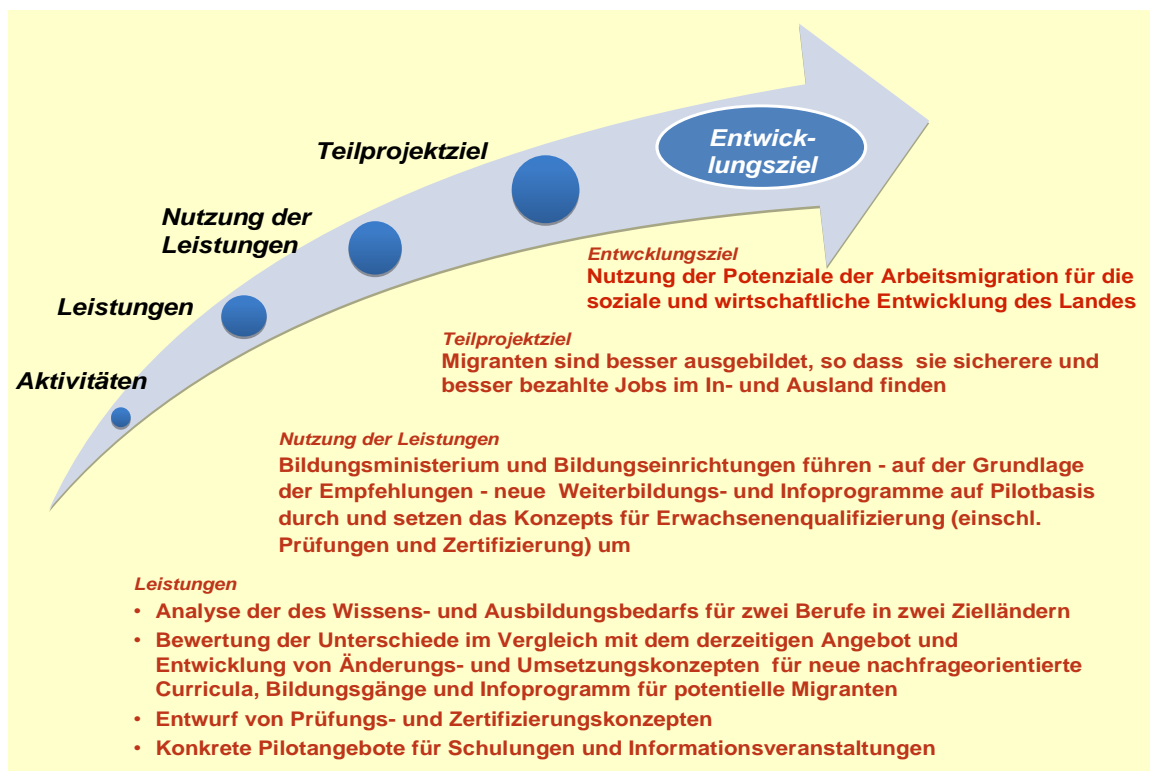 Entwick-
lungsziel
Teilprojektziel
Nutzung der
Leistungen
Leistungen
Aktivitäten
Entwcklungsziel
Nutzung der Potenziale der Arbeitsmigration für die
soziale und wirtschaftliche Entwicklung des Landes
Teilprojektziel
Migranten sind besser ausgebildet, so dass sie sicherere und
besser bezahlte Jobs im In- und Ausland finden
Nutzung der Leistungen
Bildungsministerium und Bildungseinrichtungen führen - auf der Grundlage
der Empfehlungen - neue Weiterbildungs- und Infoprogramme auf Pilotbasis
durch und setzen das Konzepts für Erwachsenenqualifizierung (einschl.
Prüfungen und Zertifizierung) um
Leistungen
• Analyse der des Wissens- und Ausbildungsbedarfs für zwei Berufe in zwei Zielländern
• Bewertung der Unterschiede im Vergleich mit dem derzeitigen Angebot und
Entwicklung von Änderungs- und Umsetzungskonzepten für neue nachfrageorientierte
Curricula, Bildungsgänge und Infoprogramm für potentielle Migranten
• Entwurf von Prüfungs- und Zertifizierungskonzepten
• Konkrete Pilotangebote für Schulungen und Informationsveranstaltungen